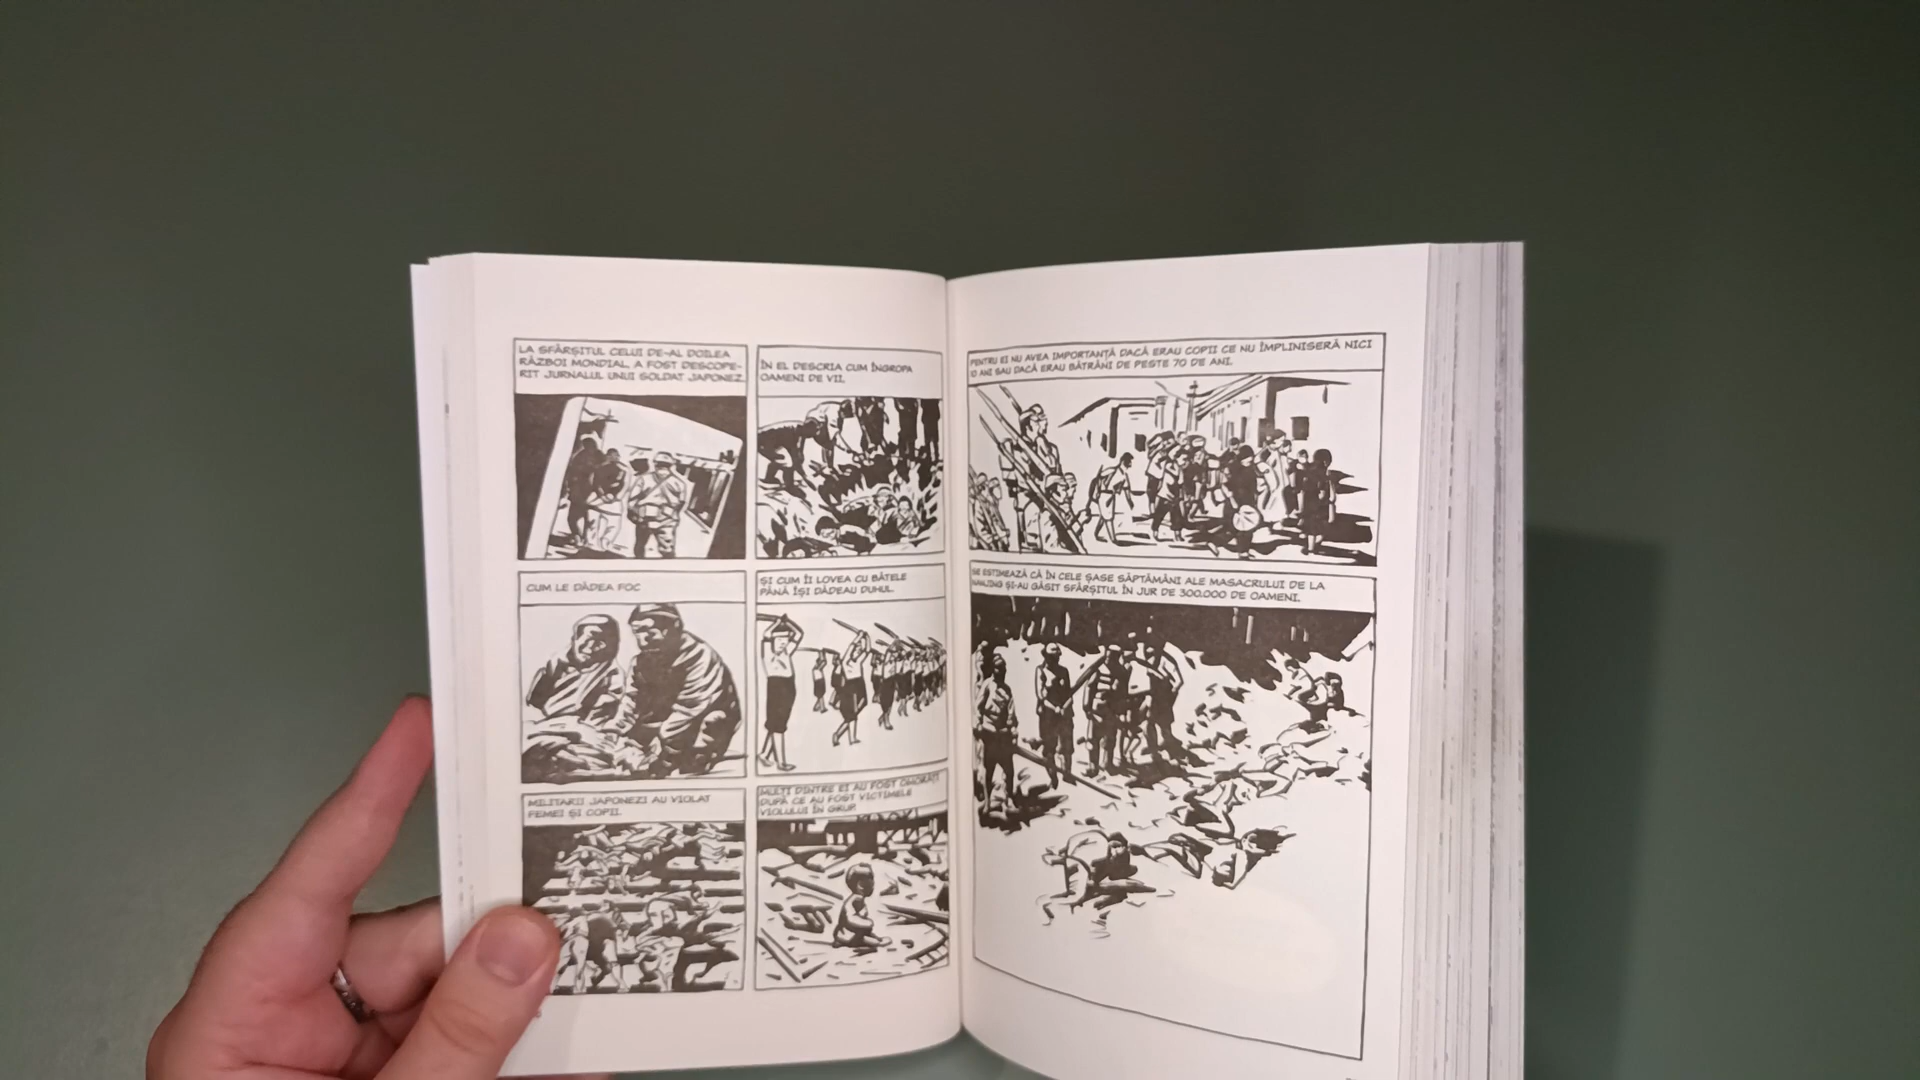 LA SFÂRȘITUL CELUI DE-AL DOILEA
RĂZBOI MONDIAL, A FOST DESCOPE-
RIT JURNALUL UNUI SOLDAT JAPONEZ.
ÎN EL DESCRIA CUM ÎNGROPA
OAMENI DE VII,
CUM LE DĂDEA FOC
ȘI CUM ÎI LOVEA CU BÂTELE
PÂNĂ ÎȘI DĂDEAU DUHUL.
MILITARII JAPONEZI AU VIOLAT
FEMEI ȘI COPII.
MULȚI DINTRE EI AU FOST OMORÂȚI
DUPĂ CE AU FOST VICTIMELE
VIOLULUI ÎN GRUP.
PENTRU EI NU AVEA IMPORTANȚĂ DACĂ ERAU COPII CE NU ÎMPLINISERĂ NICI
10 ANI SAU DACĂ ERAU BĂTRÂNI DE PESTE 70 DE ANI.
SE ESTIMEAZĂ CĂ ÎN CELE ȘASE SĂPTĂMÂNI ALE MASACRULUI DE LA
NANJING ȘI-AU GĂSIT SFÂRȘITUL ÎN JUR DE 300.000 DE OAMENI.